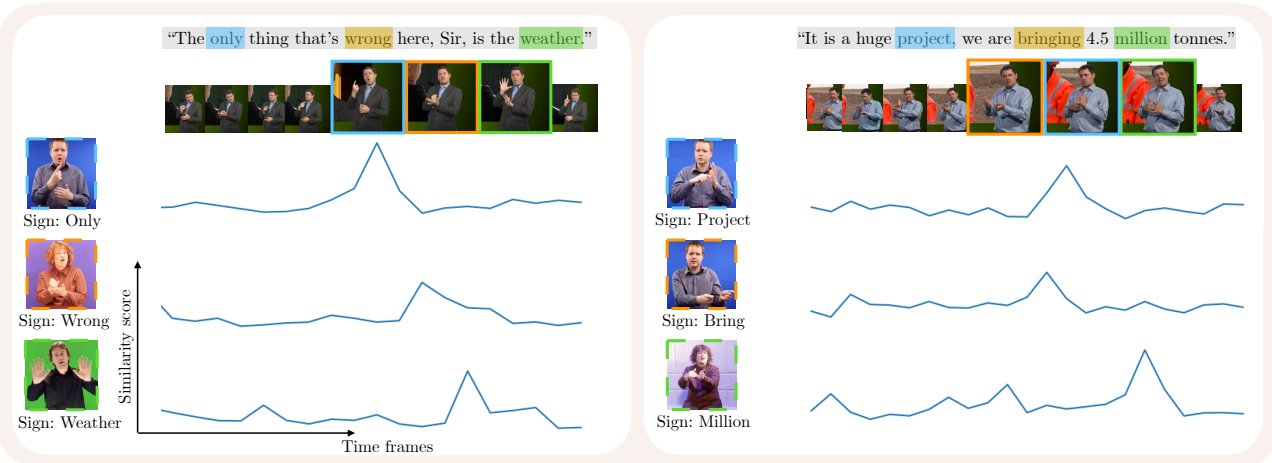 “The only thing that's wrong here, Sir, is the weather.”
Sign: Only
Sign: Wrong
Sign: Weather
Similarity score
Time frames
“It is a huge project, we are bringing 4.5 million tonnes.”
Sign: Project
Sign: Bring
Sign: Million